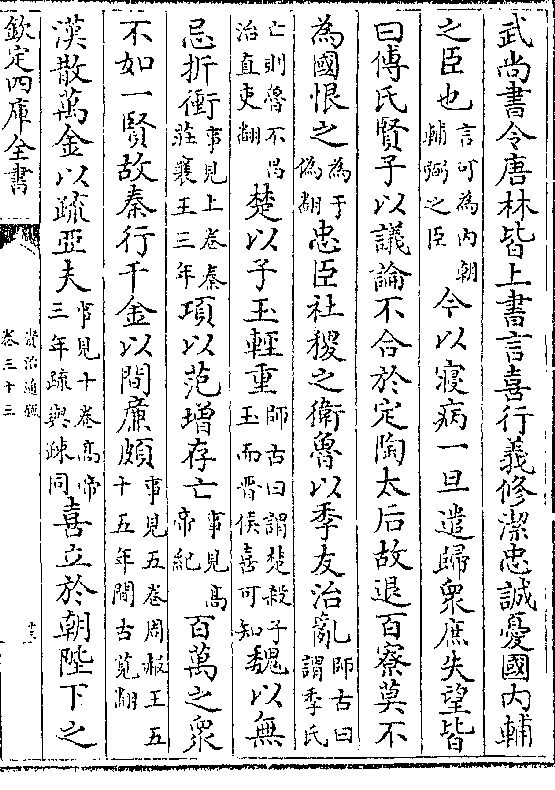 武尚書令唐林皆上書言喜行義修潔忠誠憂國内輔
之臣也言可為内朝輔弼之臣今以寢病一旦遣歸衆庶失望皆
曰傅氏賢子以議論不合於定陶太后故退百寮莫不
為國恨之為于偽翻忠臣社稷之衛魯以季友治亂師古曰謂季氏
亡則魯不昌治直吏翻楚以子玉輕重師古曰謂楚殺子玉而晉侯喜可知魏以無
忌折衝事見上卷秦莊襄王三年項以范增存亡事見高帝紀百萬之衆
不如一賢故秦行千金以間廉頗事見五卷周赧王五十五年間古莧翻
漢散萬金以疏亞夫事見十卷高帝三年疏與踈同喜立於朝陛下之
欽定四庫全書
資治通鑑
卷三十三
十三